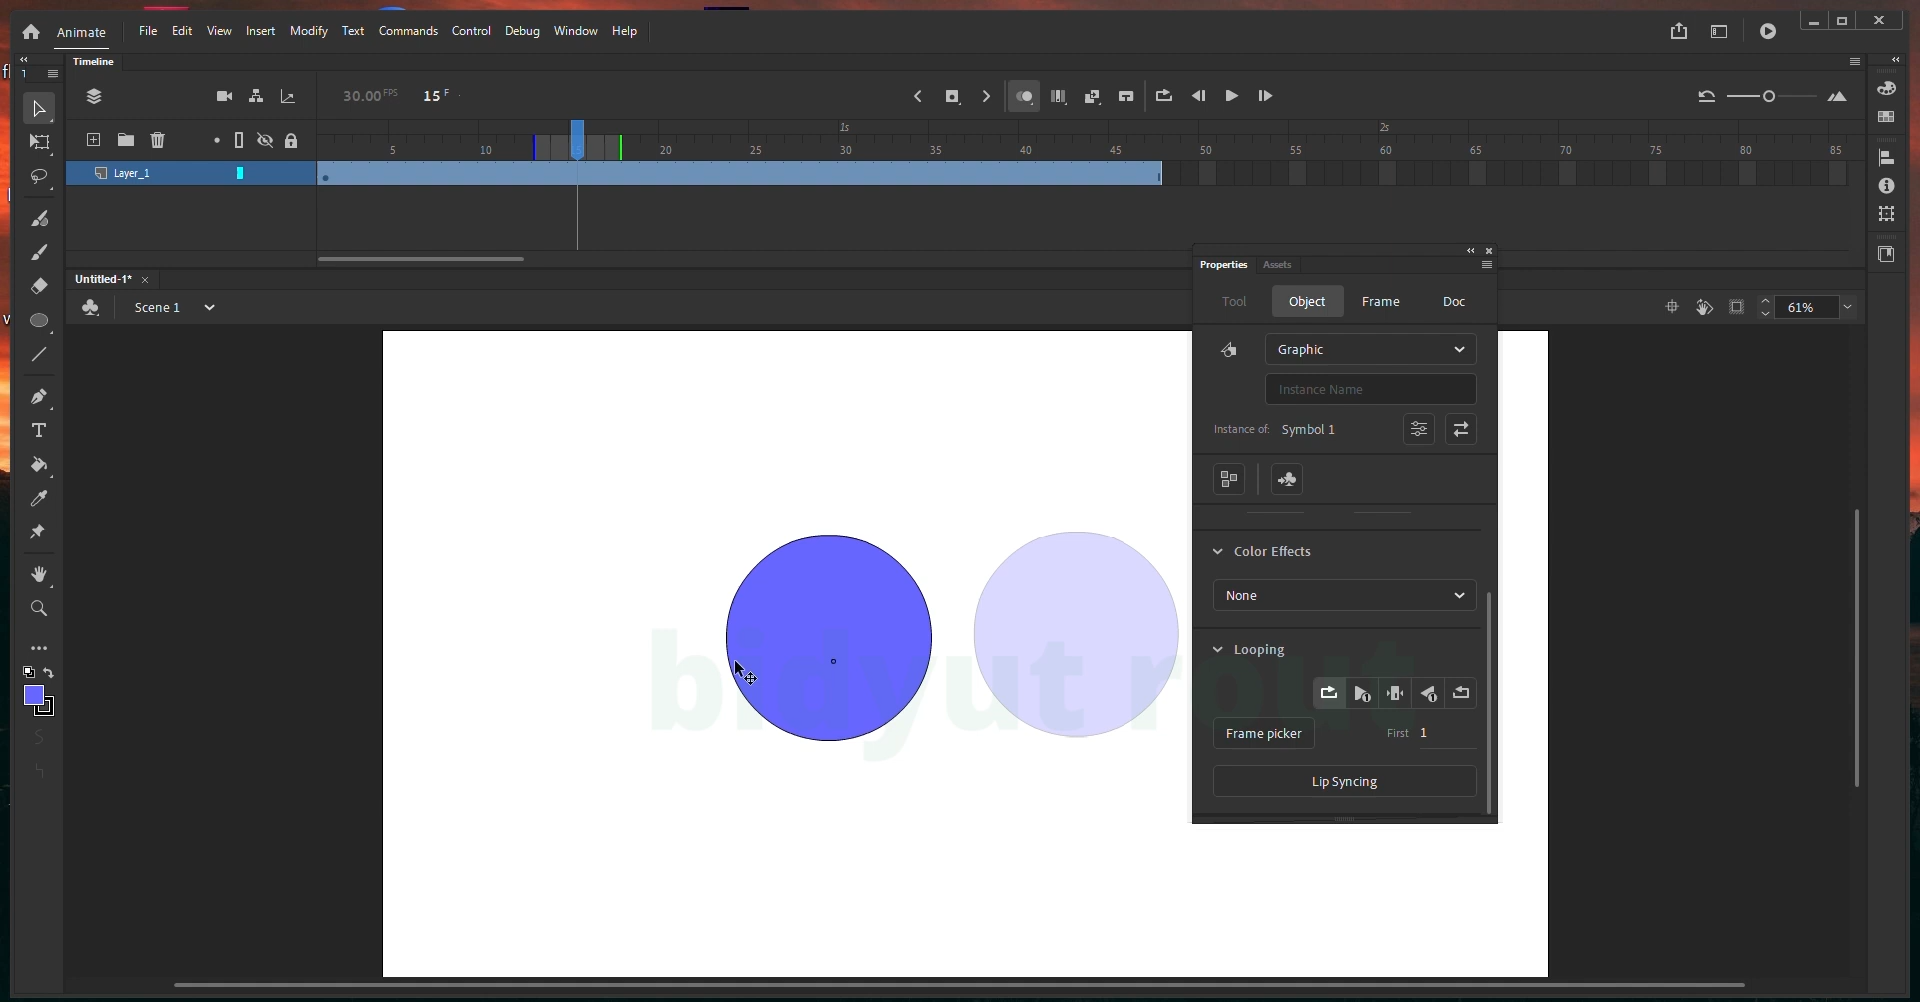 Animate File Edit View Insert Modify Text Commands Control Debug Window Help
Timeline
30.00 FPS 15 F
1s 2s
5 10 20 25 30 35 40 45 50 55 60 65 70 75 80 85
Layer_1
Properties Assets
Untitled-1*
Scene 1
61%
Tool Object Frame Doc
Graphic
Instance Name
Instance of: Symbol 1
Color Effects
None
Looping
bidyut rout
Frame picker First 1
Lip Syncing